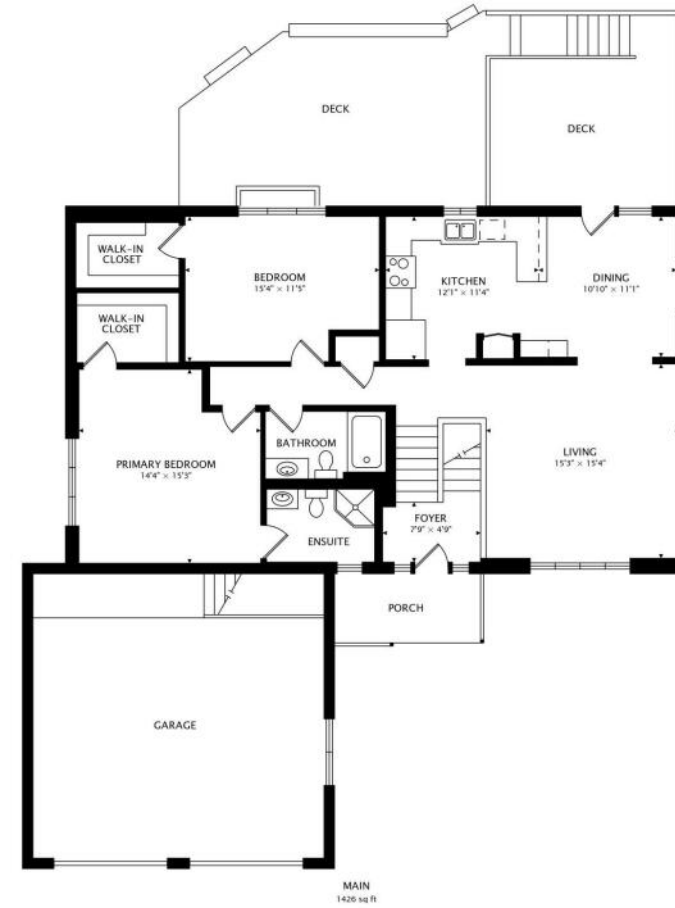 DECK
DECK
WALK-IN
CLOSET
BEDROOM
15'4" × 11'5"
KITCHEN
12'1" × 11'4"
DINING
10'10" × 11'1"
WALK-IN
CLOSET
PRIMARY BEDROOM
14'4" × 15'3"
BATHROOM
LIVING
15'3" × 15'4"
FOYER
7'9" × 4'9"
ENSUITE
PORCH
GARAGE
MAIN
1426 sq ft